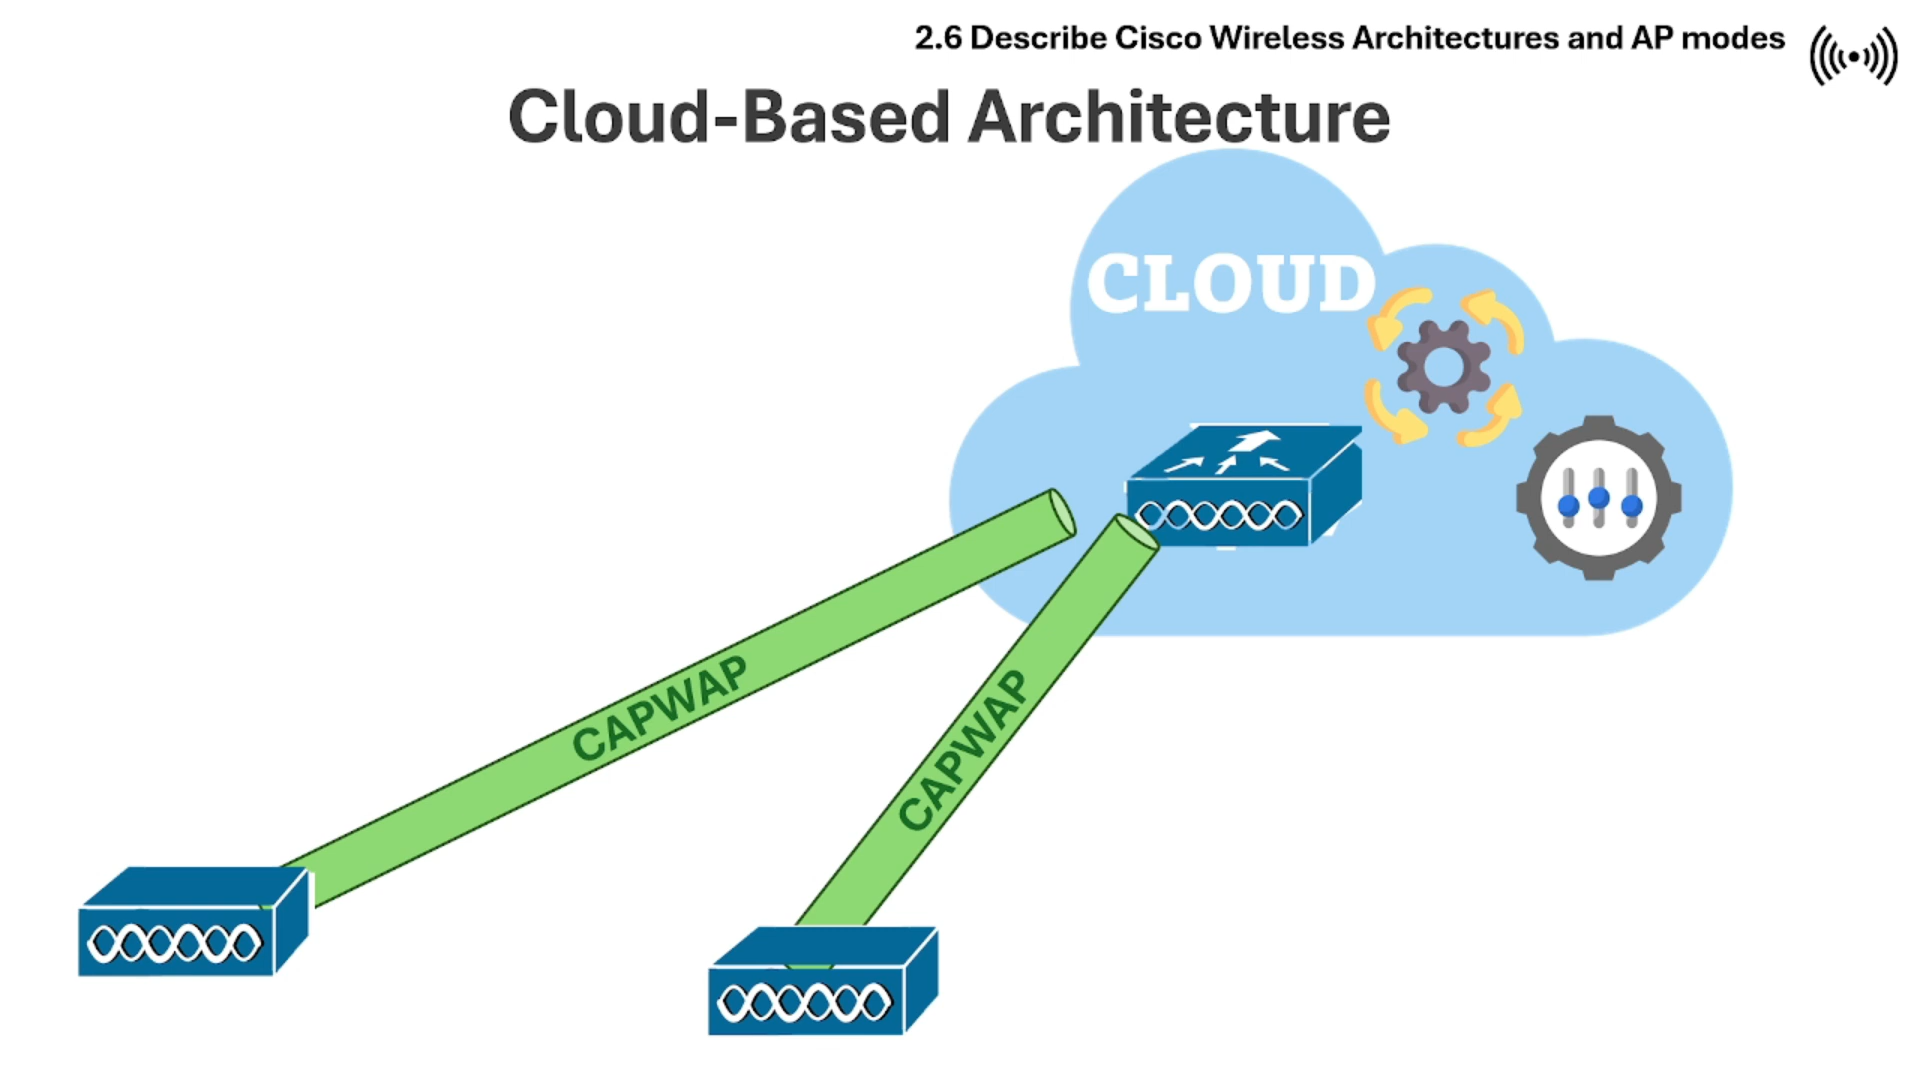 2.6 Describe Cisco Wireless Architectures and AP modes
Cloud-Based Architecture
CLOUD
CAPWAP
CAPWAP